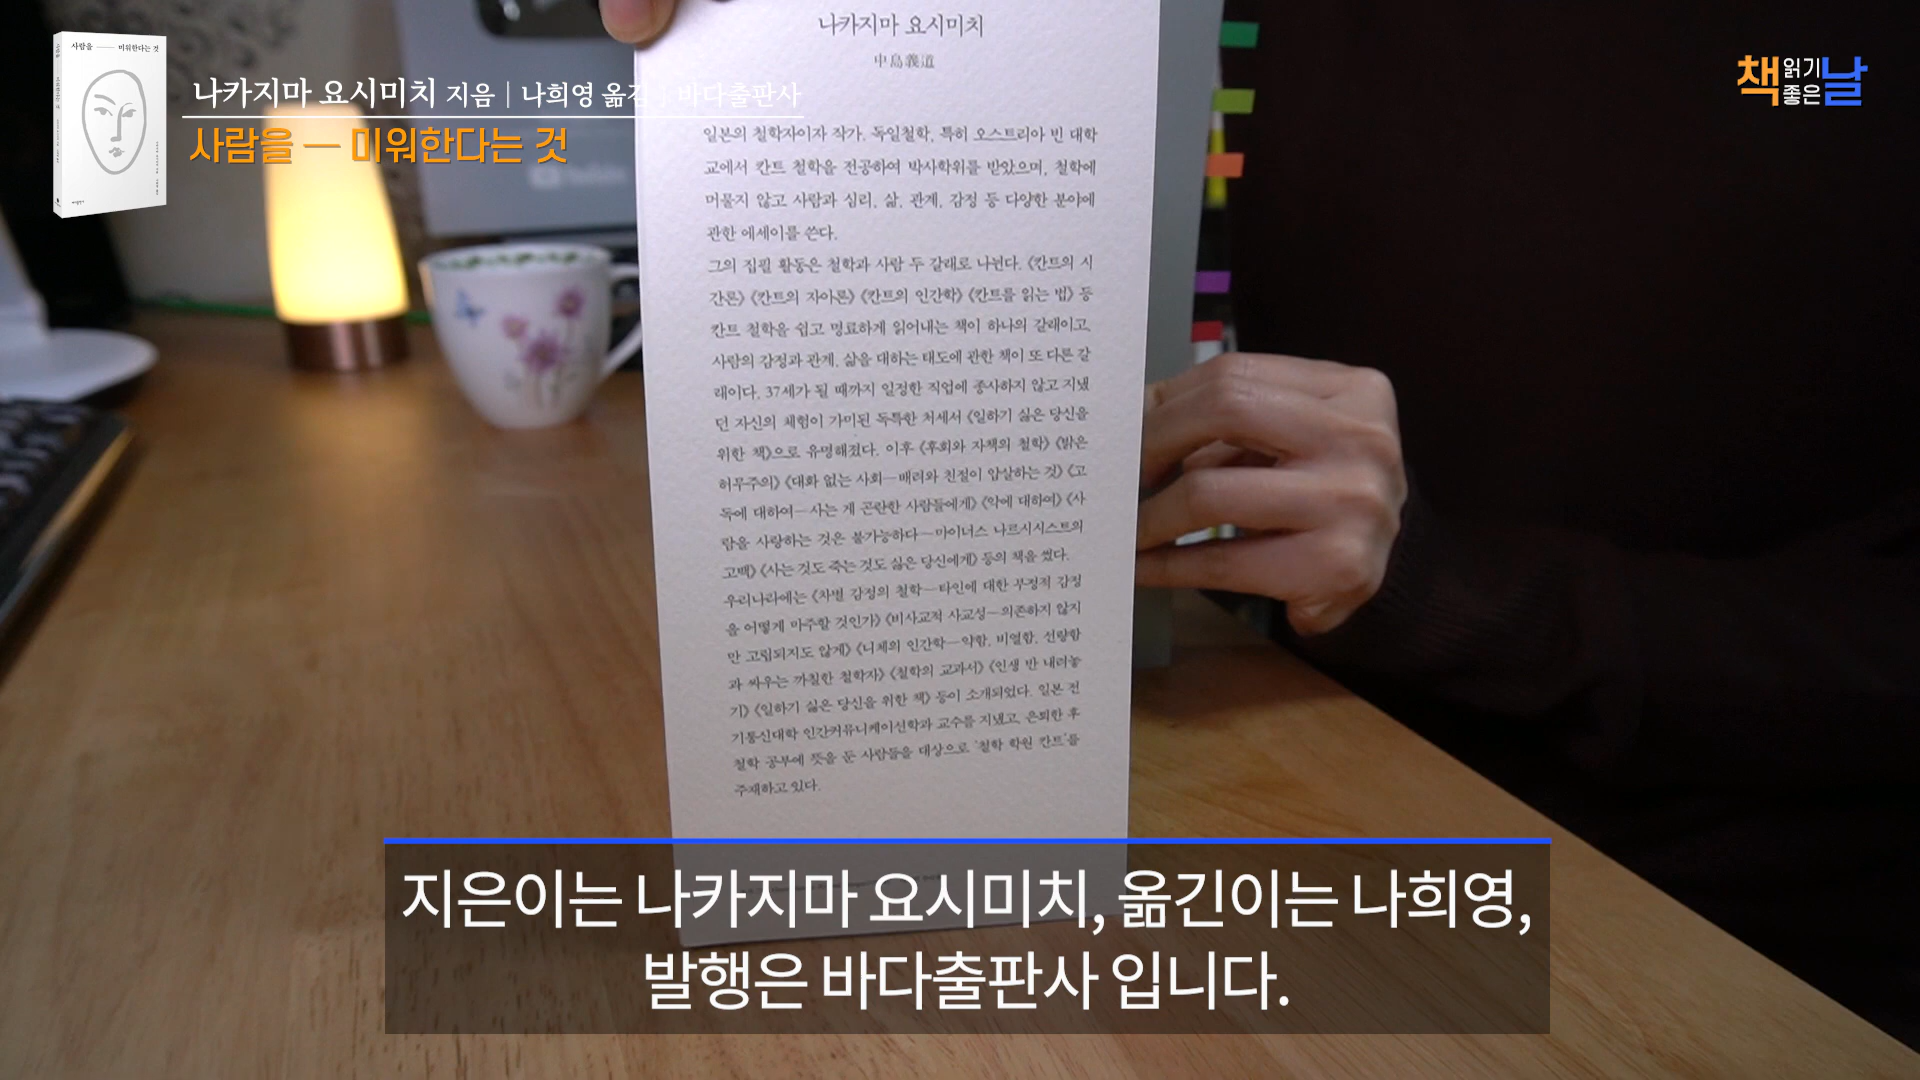 사람을 — 미워한다는 것
나카지마 요시미치 지음 | 나희영 옮김 | 바다출판사
사람을 — 미워한다는 것
책 읽기 좋은 날
나카지마 요시미치
中島義道
일본의 철학자이자 작가. 독일철학, 특히 오스트리아 빈 대학
교에서 칸트 철학을 전공하여 박사학위를 받았으며, 철학에
머물지 않고 사람과 심리, 삶, 관계, 감정 등 다양한 분야에
관한 에세이를 쓴다.
그의 집필 활동은 철학과 사람 두 갈래로 나뉜다. 《칸트의 시
간론》 《칸트의 자아론》 《칸트의 인간학》 《칸트를 읽는 법》 등
칸트 철학을 쉽고 명료하게 읽어내는 책이 하나의 갈래이고,
사람의 감정과 관계, 삶을 대하는 태도에 관한 책이 또 다른 갈
래이다. 37세가 될 때까지 일정한 직업에 종사하지 않고 지냈
던 자신의 체험이 가미된 독특한 처세서 《일하기 싫은 당신을
위한 책》으로 유명해졌다. 이후 《후회와 자책의 철학》 《밝은
허무주의》 《대화 없는 사회—배려와 친절이 압살하는 것》 《고
독에 대하여—사는 게 곤란한 사람들에게》 《악에 대하여》 《사
람을 사랑하는 것은 불가능하다—마이너스 나르시시스트의
고백》 《사는 것도 죽는 것도 싫은 당신에게》 등의 책을 썼다.
우리나라에는 《차별 감정의 철학—타인에 대한 부정적 감정
을 어떻게 마주할 것인가》 《비사교적 사교성—의존하지 않지
만 고립되지도 않게》 《니체의 인간학—약함, 비열함, 선량함
과 싸우는 까칠한 철학자》 《철학의 교과서》 《인생 반 내려놓
기》 《일하기 싫은 당신을 위한 책》 등이 소개되었다. 일본 전
기통신대학 인간커뮤니케이션학과 교수를 지냈고, 은퇴한 후
철학 공부에 뜻을 둔 사람들을 대상으로 '철학 학원 칸트'를
주재하고 있다.
지은이는 나카지마 요시미치, 옮긴이는 나희영,
발행은 바다출판사 입니다.